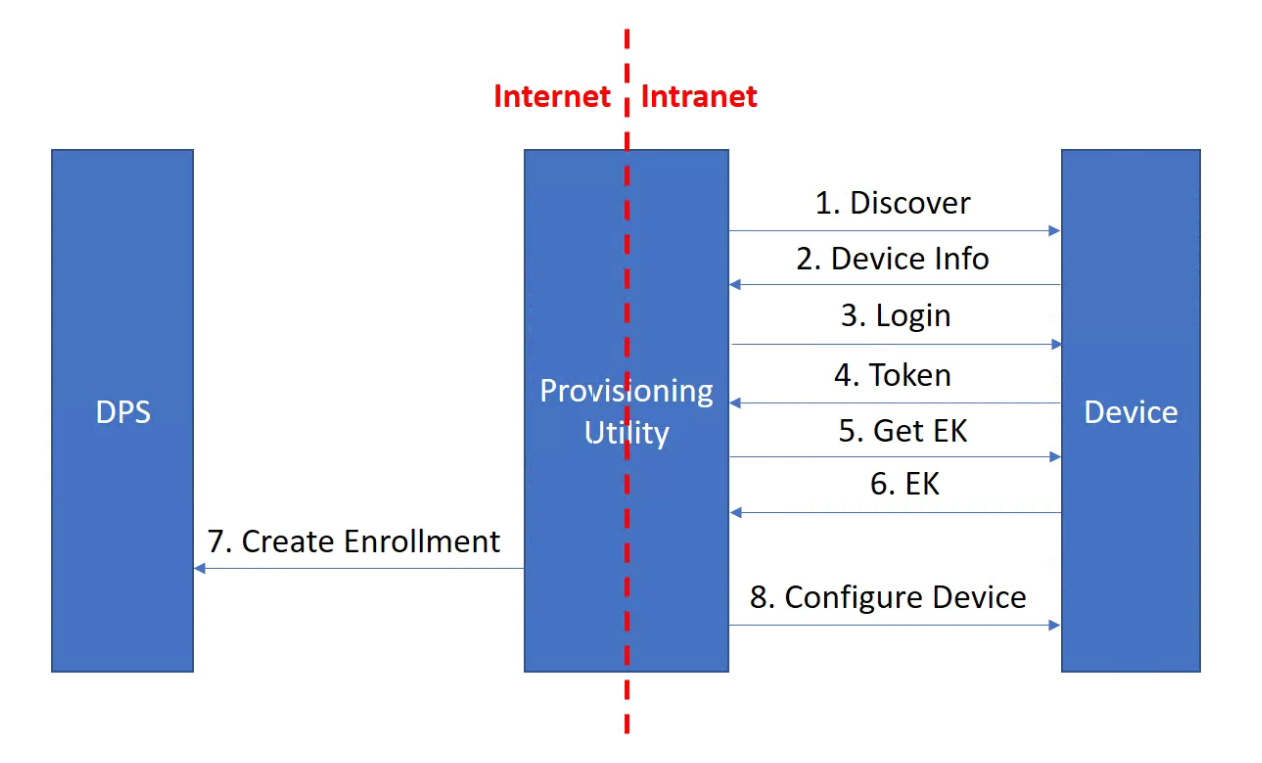 Internet
Intranet
1. Discover
2. Device Info
3. Login
4. Token
Provisioning
Utility
DPS
Device
5. Get EK
6. EK
7. Create Enrollment
8. Configure Device